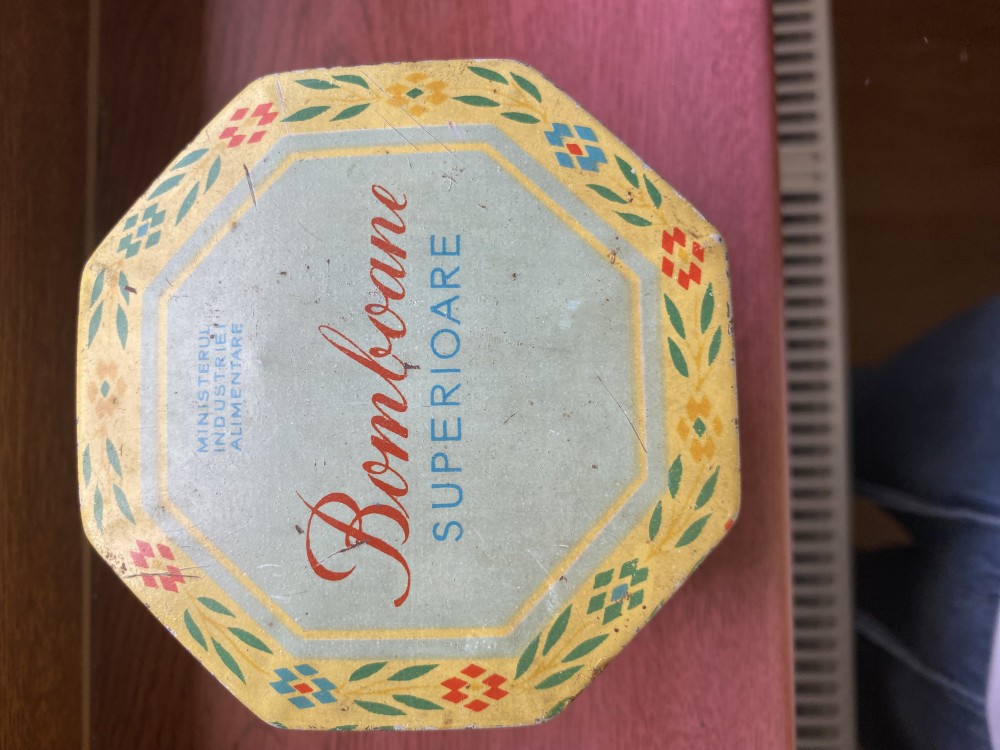 MINISTERUL
INDUSTRIEI
ALIMENTARE
Bomboane
SUPERIOARE